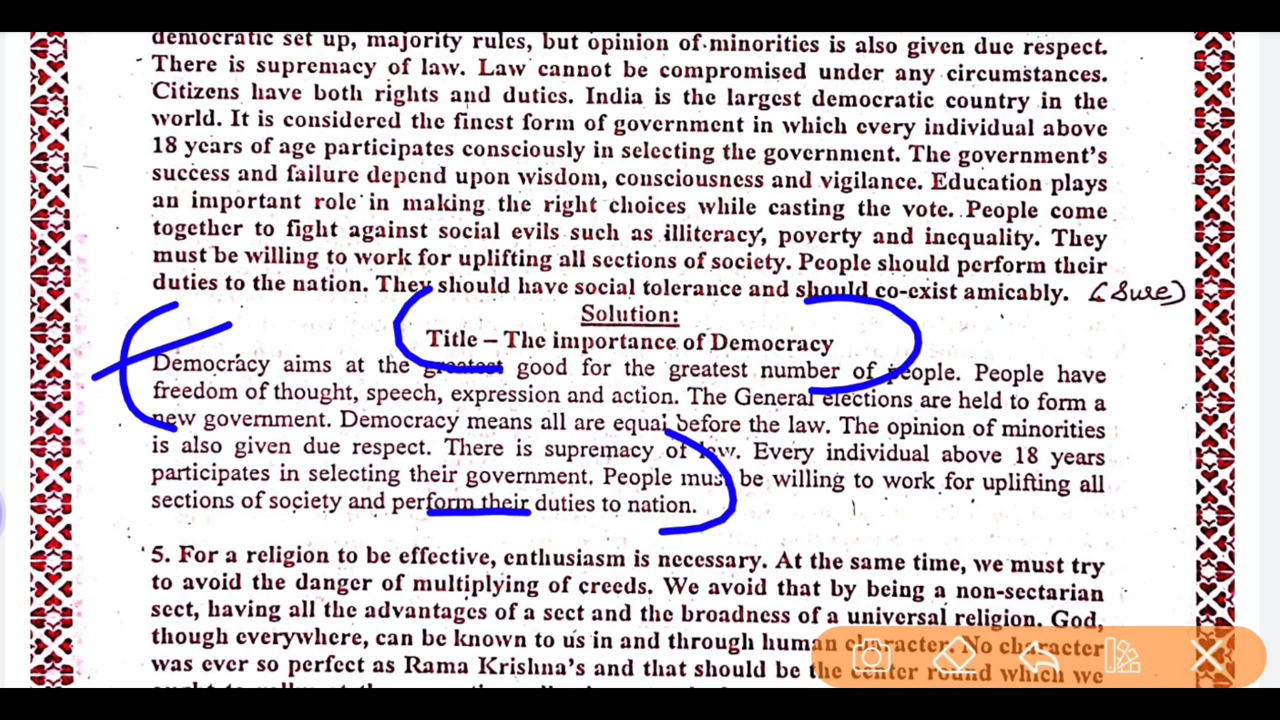 democratic set up, majority rules, but opinion of minorities is also given due respect.
There is supremacy of law. Law cannot be compromised under any circumstances.
Citizens have both rights and duties. India is the largest democratic country in the
world. It is considered the finest form of government in which every individual above
18 years of age participates consciously in selecting the government. The government's
success and failure depend upon wisdom, consciousness and vigilance. Education plays
an important role in making the right choices while casting the vote. People come
together to fight against social evils such as illiteracy, poverty and inequality. They
must be willing to work for uplifting all sections of society. People should perform their
duties to the nation. They should have social tolerance and should co-exist amicably. (Sure)
Solution:
Title – The importance of Democracy
Democracy aims at the greatest good for the greatest number of people. People have
freedom of thought, speech, expression and action. The General elections are held to form a
new government. Democracy means all are equal before the law. The opinion of minorities
is also given due respect. There is supremacy of law. Every individual above 18 years
participates in selecting their government. People must be willing to work for uplifting all
sections of society and perform their duties to nation.
5. For a religion to be effective, enthusiasm is necessary. At the same time, we must try
to avoid the danger of multiplying of creeds. We avoid that by being a non-sectarian
sect, having all the advantages of a sect and the broadness of a universal religion. God,
though everywhere, can be known to us in and through human character. No character
was ever so perfect as Rama Krishna's and that should be the center round which we